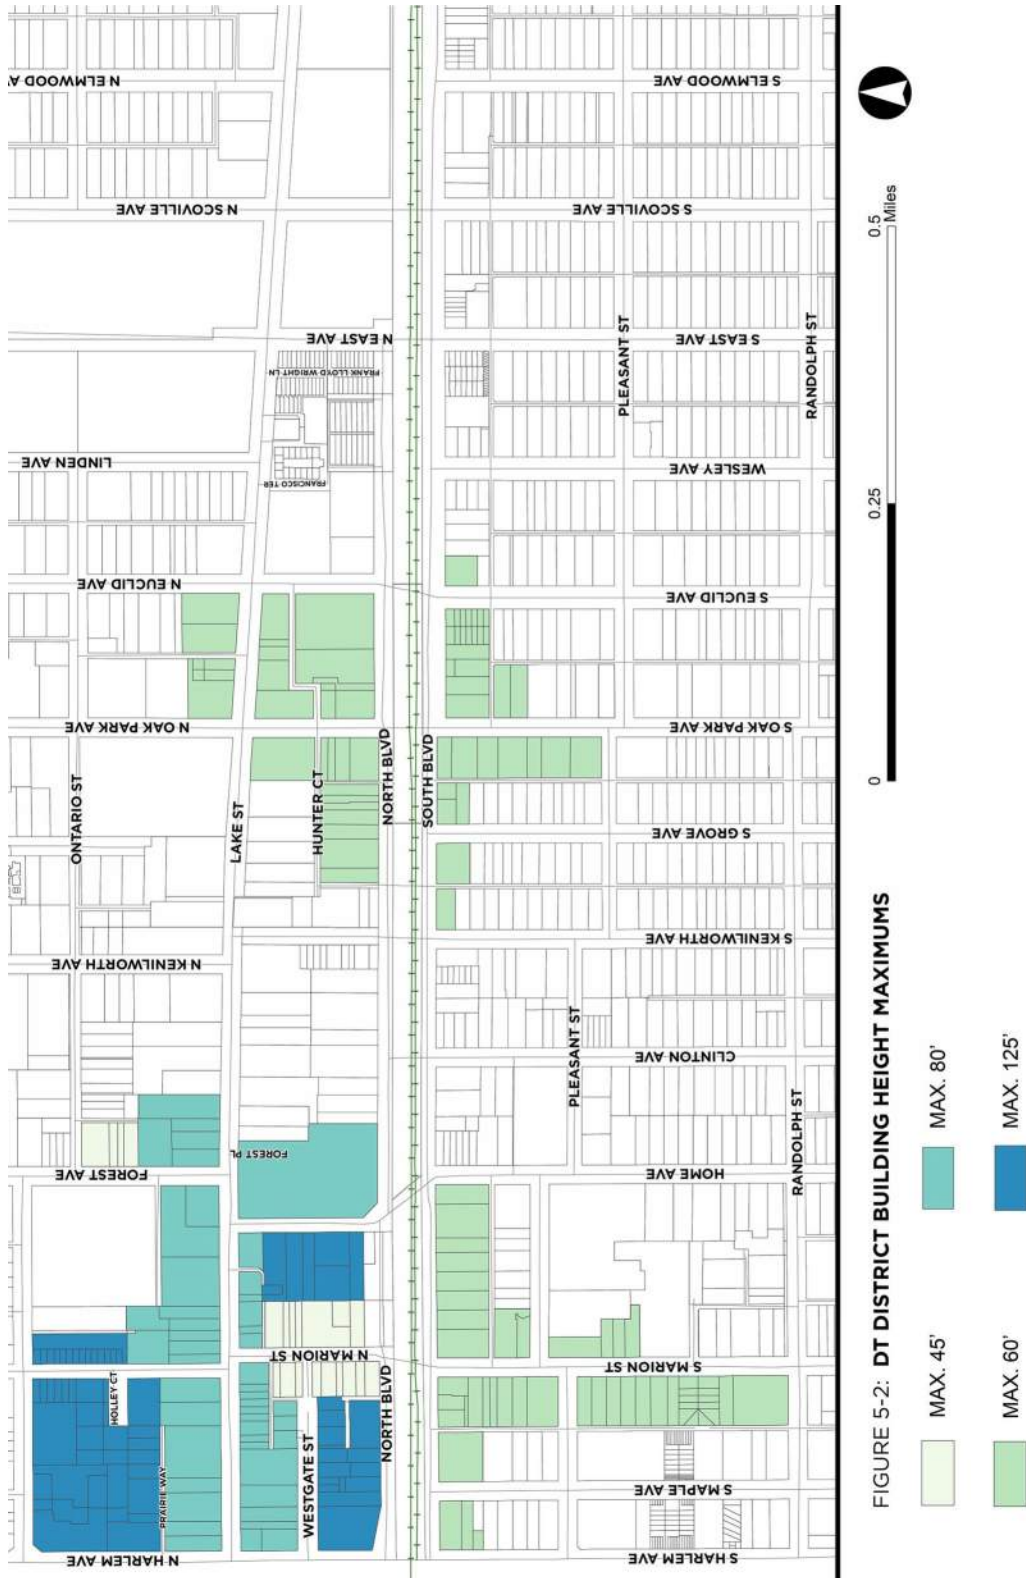 N ELMWOOD AVE
S ELMWOOD AVE
N SCOVILLE AVE
S SCOVILLE AVE
N EAST AVE
S EAST AVE
FRANK LLOYD WRIGHT LN
PLEASANT ST
RANDOLPH ST
LINDEN AVE
FRANCISCO TER
WESLEY AVE
N EUCLID AVE
S EUCLID AVE
N OAK PARK AVE
S OAK PARK AVE
ONTARIO ST
LAKE ST
HUNTER CT
NORTH BLVD
SOUTH BLVD
S GROVE AVE
N KENILWORTH AVE
S KENILWORTH AVE
PLEASANT ST
CLINTON AVE
FOREST AVE
FOREST PL
HOME AVE
RANDOLPH ST
N MARION ST
S MARION ST
HOLLEY CT
PRAIRIE WAY
WESTGATE ST
NORTH BLVD
S MAPLE AVE
N HARLEM AVE
S HARLEM AVE
0
0.25
0.5
Miles
FIGURE 5-2: DT DISTRICT BUILDING HEIGHT MAXIMUMS
MAX. 45'
MAX. 80'
MAX. 60'
MAX. 125'